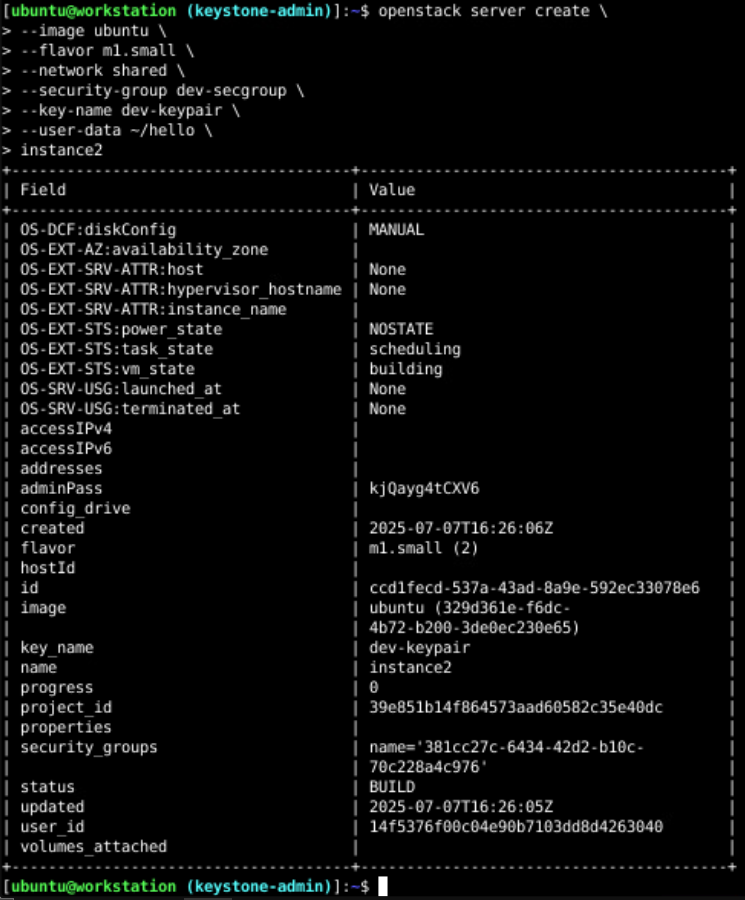 [ubuntu@workstation (keystone-admin)]:~$ openstack server create \
> --image ubuntu \
> --flavor m1.small \
> --network shared \
> --security-group dev-secgroup \
> --key-name dev-keypair \
> --user-data ~/hello \
> instance2
+-------------------------------------+----------------------------------------+
| Field | Value |
+-------------------------------------+----------------------------------------+
| OS-DCF:diskConfig | MANUAL |
| OS-EXT-AZ:availability_zone | |
| OS-EXT-SRV-ATTR:host | None |
| OS-EXT-SRV-ATTR:hypervisor_hostname | None |
| OS-EXT-SRV-ATTR:instance_name | |
| OS-EXT-STS:power_state | NOSTATE |
| OS-EXT-STS:task_state | scheduling |
| OS-EXT-STS:vm_state | building |
| OS-SRV-USG:launched_at | None |
| OS-SRV-USG:terminated_at | None |
| accessIPv4 | |
| accessIPv6 | |
| addresses | |
| adminPass | kjQayg4tCXV6 |
| config_drive | |
| created | 2025-07-07T16:26:06Z |
| flavor | m1.small (2) |
| hostId | |
| id | ccd1fecd-537a-43ad-8a9e-592ec33078e6 |
| image | ubuntu (329d361e-f6dc- |
| | 4b72-b200-3de0ec230e65) |
| key_name | dev-keypair |
| name | instance2 |
| progress | 0 |
| project_id | 39e851b14f864573aad60582c35e40dc |
| properties | |
| security_groups | name='381cc27c-6434-42d2-b10c- |
| | 70c228a4c976' |
| status | BUILD |
| updated | 2025-07-07T16:26:05Z |
| user_id | 14f5376f00c04e90b7103dd8d4263040 |
| volumes_attached | |
+-------------------------------------+----------------------------------------+
[ubuntu@workstation (keystone-admin)]:~$